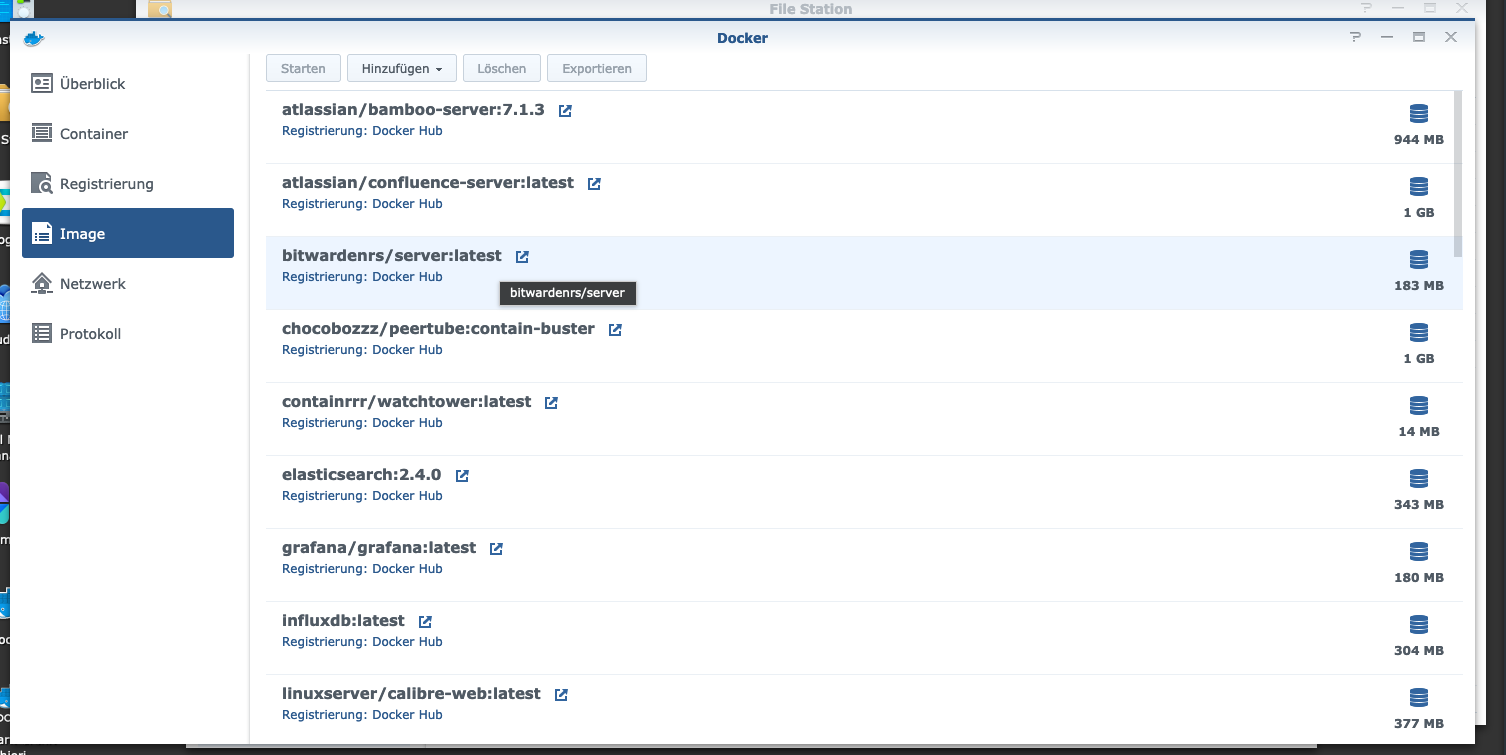 File Station
Docker
Starten
Hinzufügen
Löschen
Exportieren
Überblick
Container
Registrierung
Image
Netzwerk
Protokoll
atlassian/bamboo-server:7.1.3
Registrierung: Docker Hub
944 MB
atlassian/confluence-server:latest
Registrierung: Docker Hub
1 GB
bitwardenrs/server:latest
Registrierung: Docker Hub
183 MB
bitwardenrs/server
chocobozzz/peertube:contain-buster
Registrierung: Docker Hub
1 GB
containrrr/watchtower:latest
Registrierung: Docker Hub
14 MB
elasticsearch:2.4.0
Registrierung: Docker Hub
343 MB
grafana/grafana:latest
Registrierung: Docker Hub
180 MB
influxdb:latest
Registrierung: Docker Hub
304 MB
linuxserver/calibre-web:latest
Registrierung: Docker Hub
377 MB